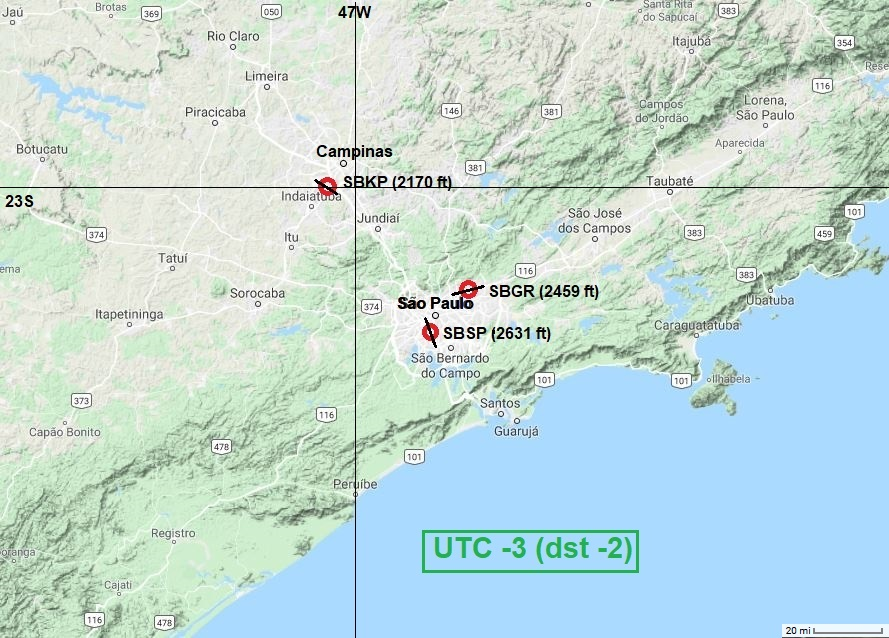 Jaú
Brotas
369
050
47W
Santa Rita
do Sapucaí
383
Rio Claro
Itajubá
354
Limeira
116
Rese
Piracicaba
146
381
Campos
do Jordão
Lorena,
São Paulo
Botucatu
Campinas
Aparecida
381
SBKP (2170 ft)
Taubaté
Indaiatuba
23S
Jundiaí
São José
dos Campos
101
374
Itu
383
459
Tatuí
ema
116
383
Sorocaba
SBGR (2459 ft)
Ubatuba
374
São Paulo
Itapetininga
Caraguatatuba
SBSP (2631 ft)
São Bernardo
do Campo
101
101
Ilhabela
373
Santos
116
Capão Bonito
Guarujá
478
101
Peruíbe
Registro
UTC -3 (dst -2)
oranga
Cajati
116
478
20 mi